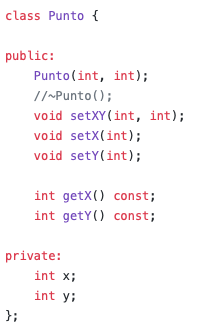 class Punto {
public:
Punto(int, int);
//~Punto();
void setXY(int, int);
void setX(int);
void setY(int);
int getX() const;
int getY() const;
private:
int x;
int y;
};